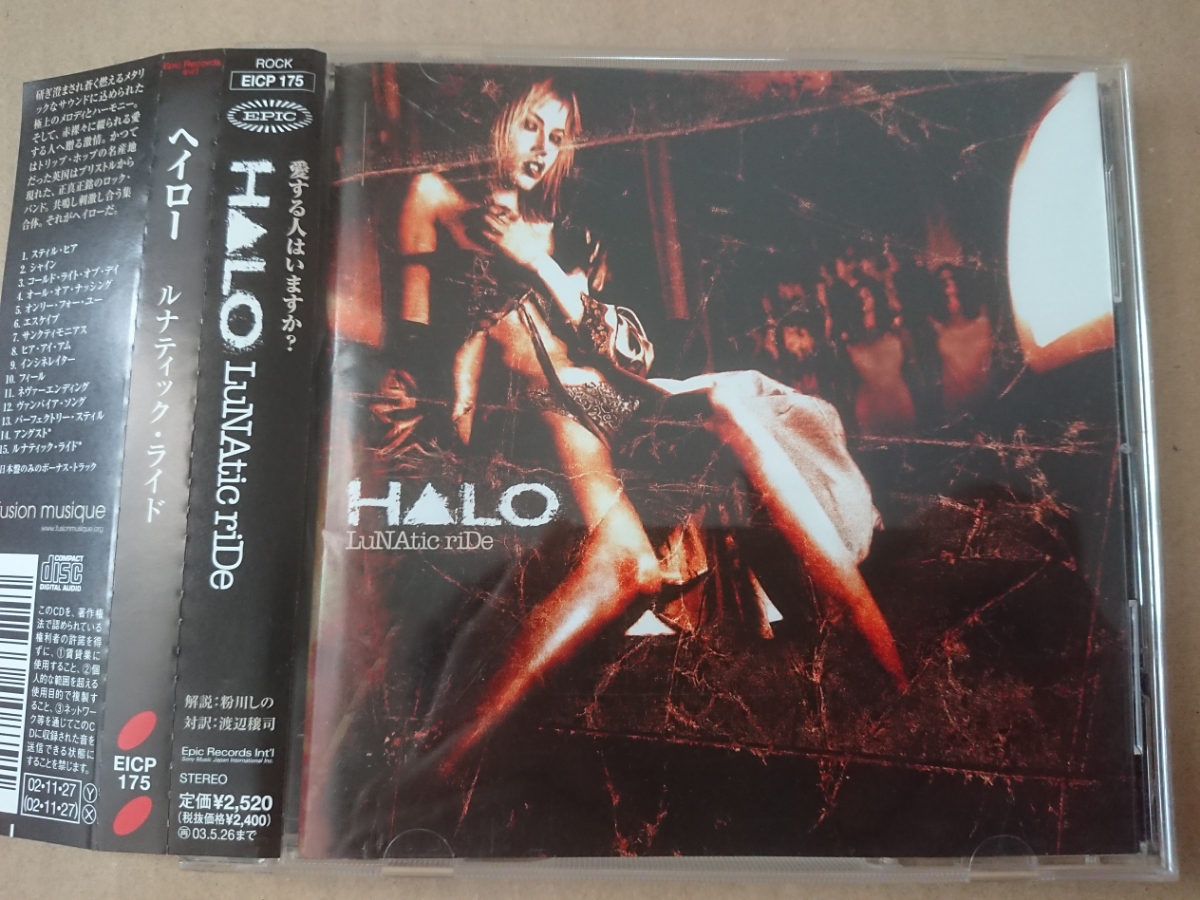 研ぎ澄まされ蒼く燃えるメタリ
ックなサウンドに込められた
極上のメロディとハーモニー。
そして、赤裸々に綴られる愛
する人へ贈る激情。かつて
はトリップ・ホップの名産地
だった英国はブリストルから
現れた、正真正銘のロック・
バンド。共鳴し刺激し合う集
合体。それがヘイローだ。
1. スティル・ヒア
2. シャイン
3. コールド・ライト・オブ・デイ
4. オール・オア・ナッシング
5. オンリー・フォー・ユー
6. エスケイプ
7. サンクティモニアス
8. ヒア・アイ・アム
9. インシネレイター
10. フィール
11. ネヴァーエンディング
12. ヴァンパイア・ソング
13. パーフェクトリー・スティル
14. アングスト*
15. ルナティック・ライド*
日本盤のみのボーナス・トラック
fusion musique
www.fusionmusique.org
COMPACT
disc
DIGITAL AUDIO
このCDを、著作権
法で認められている
権利者の許諾を得
ずに、①賃貸業に
使用すること、②個
人的な範囲を超える
使用目的で複製す
ること、③ネットワー
ク等を通じてこのC
Dに収録された音を
送信できる状態に
することを禁じます。
02・11・27 Ⓨ
(02・11・27) Ⓧ
Epic Records
Int'l
ヘイロー ルナティック・ライド
EICP
175
ROCK
EICP 175
EPIC
HALO LuNAtic riDe
愛する人はいますか?
解説:粉川しの
対訳:渡辺穣司
Epic Records Int'l
Sony Music Japan International Inc.
STEREO
定価¥2,520
(税抜価格¥2,400)
㊢03.5.26まで
HALO
LuNAtic riDe